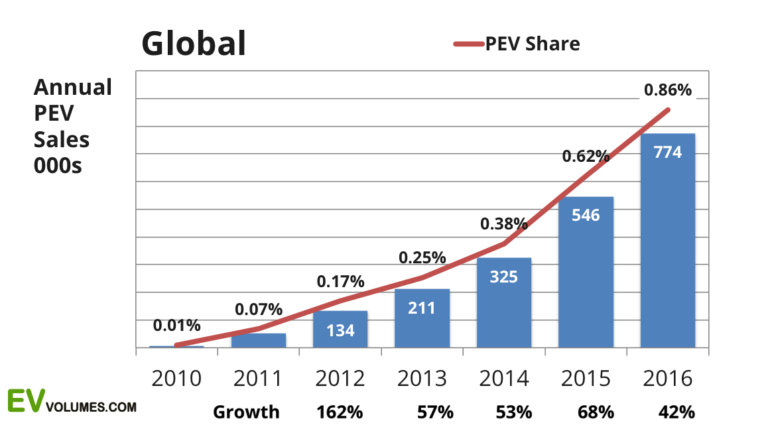 Global
PEV Share
Annual
PEV
Sales
000s
0.01%
0.07%
0.17%
0.25%
0.38%
0.62%
0.86%
134
211
325
546
774
2010 2011 2012 2013 2014 2015 2016
Growth 162% 57% 53% 68% 42%
EVVOLUMES.COM